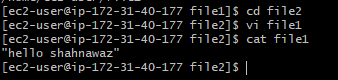 [ec2-user@ip-172-31-40-177 file1]$ cd file2
[ec2-user@ip-172-31-40-177 file2]$ vi file1
[ec2-user@ip-172-31-40-177 file2]$ cat file1
"hello shahnawaz"
[ec2-user@ip-172-31-40-177 file2]$